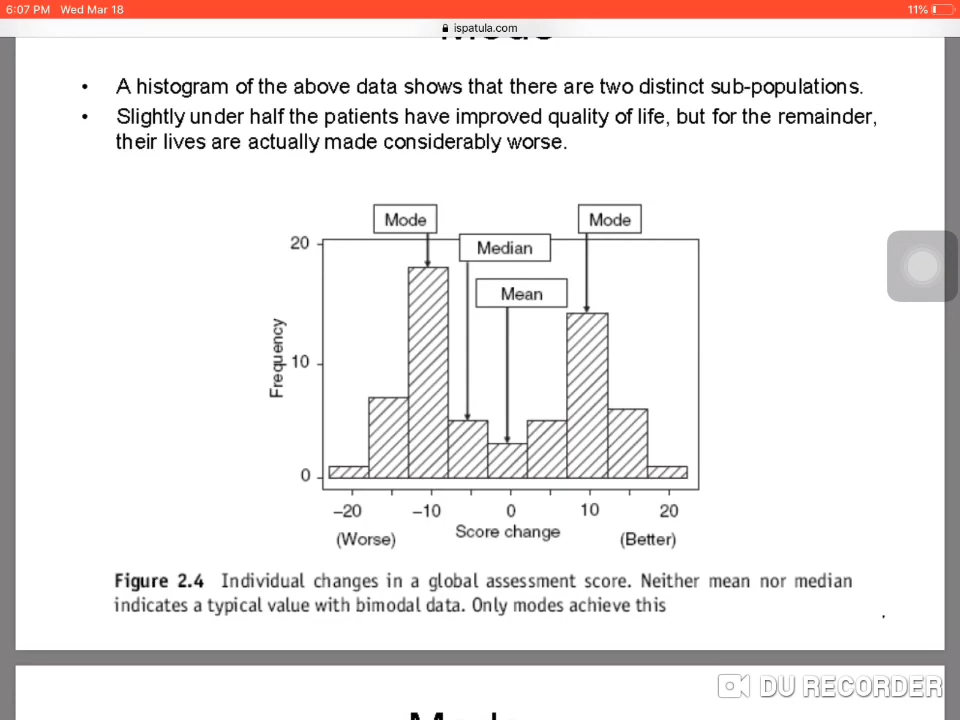 6:07 PM Wed Mar 18
11%
ispatula.com
Mode
• A histogram of the above data shows that there are two distinct sub-populations.
• Slightly under half the patients have improved quality of life, but for the remainder,
their lives are actually made considerably worse.
Mode
Mode
Median
Mean
20
10
0
Frequency
−20
−10
0
10
20
(Worse)
Score change
(Better)
Figure 2.4 Individual changes in a global assessment score. Neither mean nor median
indicates a typical value with bimodal data. Only modes achieve this
DU RECORDER
Mode